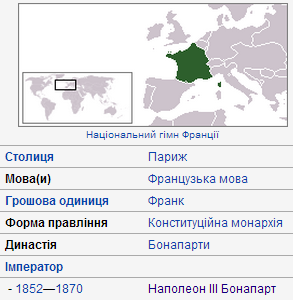 Національний гімн Франції
Столиця Париж
Мова(и) Французька мова
Грошова одиниця Франк
Форма правління Конституційна монархія
Династія Бонапарти
Імператор
- 1852—1870 Наполеон III Бонапарт